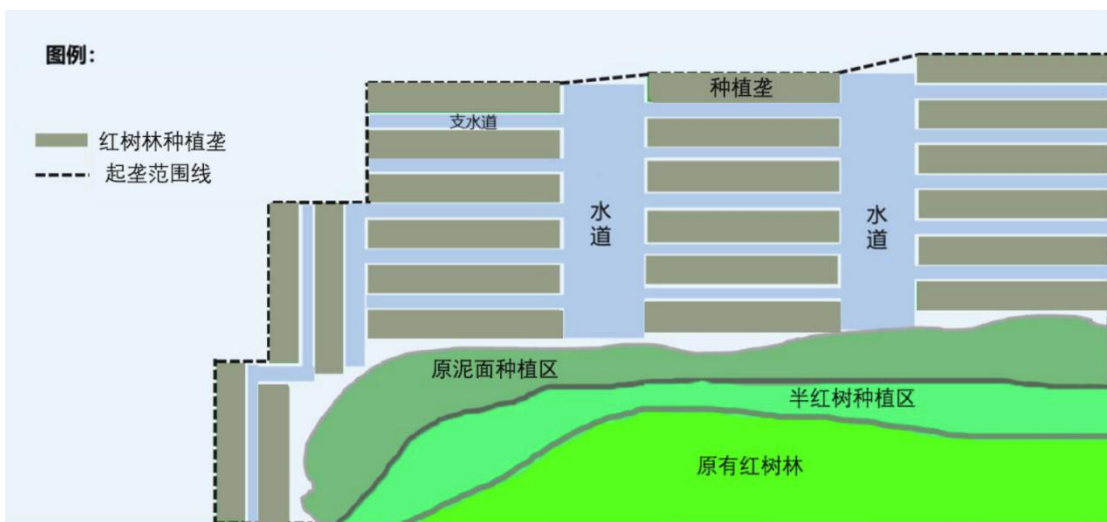 图例：
红树林种植垄
起垄范围线
种植垄
支水道
水道
水道
原泥面种植区
半红树种植区
原有红树林